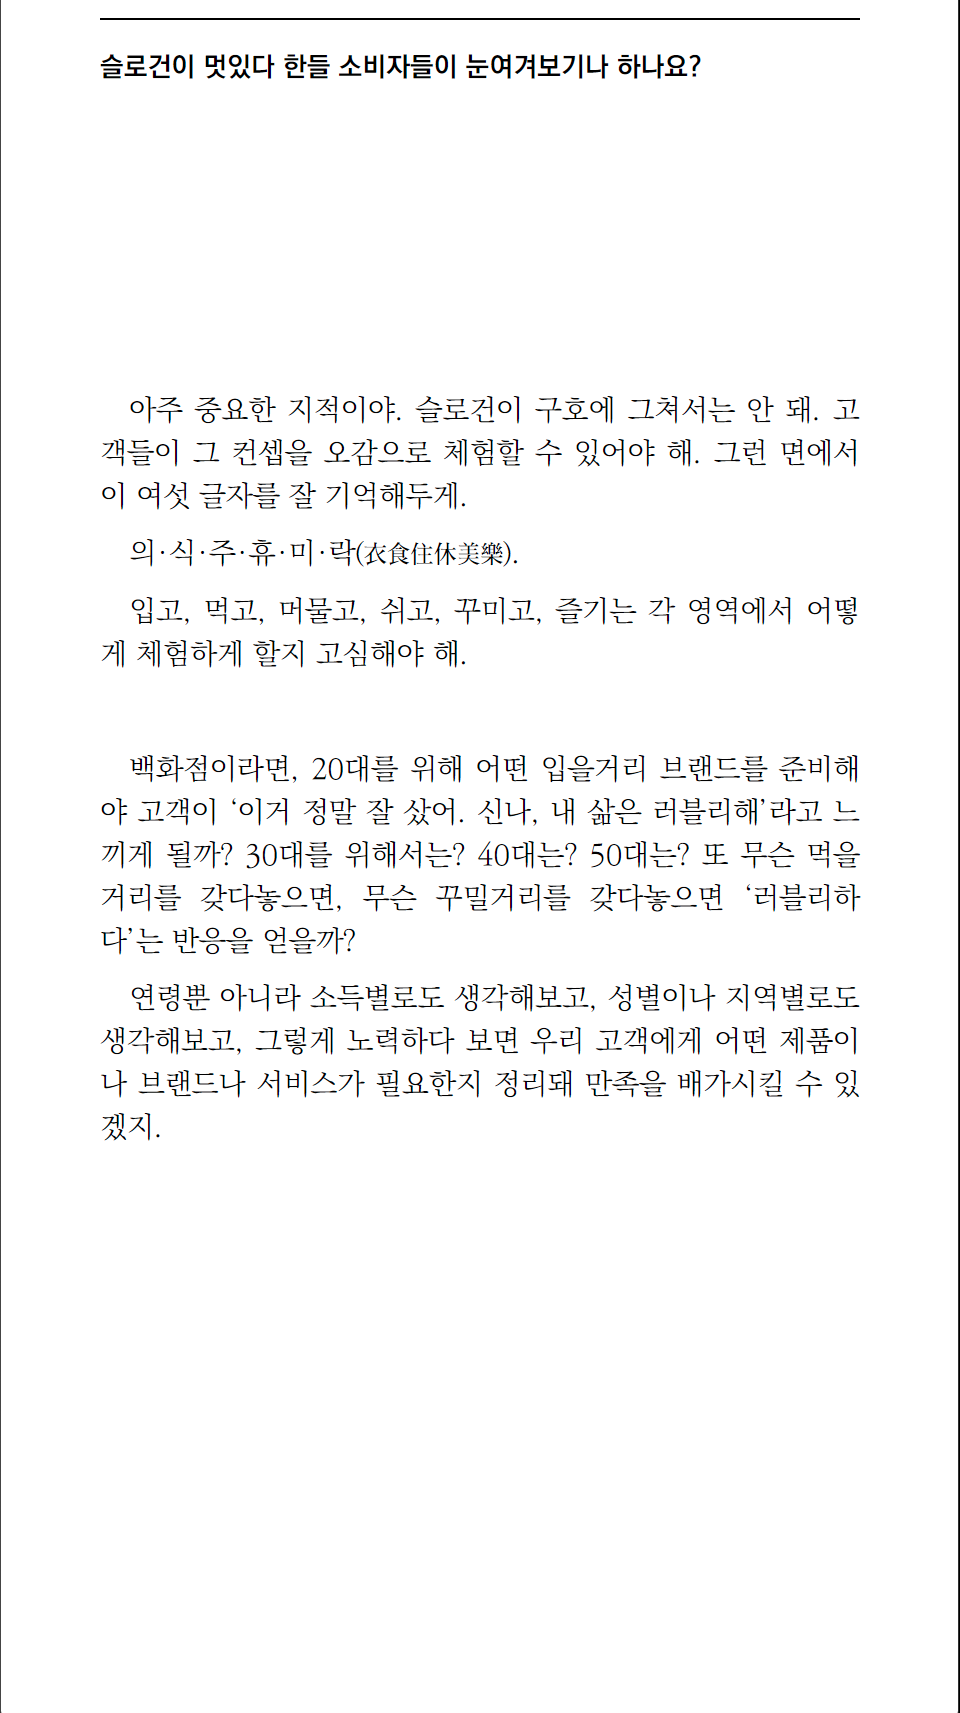 슬로건이 멋있다 한들 소비자들이 눈여겨보기나 하나요?
아주 중요한 지적이야. 슬로건이 구호에 그쳐서는 안 돼. 고
객들이 그 컨셉을 오감으로 체험할 수 있어야 해. 그런 면에서
이 여섯 글자를 잘 기억해두게.
의·식·주·휴·미·락(衣食住休美樂).
입고, 먹고, 머물고, 쉬고, 꾸미고, 즐기는 각 영역에서 어떻
게 체험하게 할지 고심해야 해.
백화점이라면, 20대를 위해 어떤 입을거리 브랜드를 준비해
야 고객이 ‘이거 정말 잘 샀어. 신나, 내 삶은 러블리해’라고 느
끼게 될까? 30대를 위해서는? 40대는? 50대는? 또 무슨 먹을
거리를 갖다놓으면, 무슨 꾸밀거리를 갖다놓으면 ‘러블리하
다’는 반응을 얻을까?
연령뿐 아니라 소득별로도 생각해보고, 성별이나 지역별로도
생각해보고, 그렇게 노력하다 보면 우리 고객에게 어떤 제품이
나 브랜드나 서비스가 필요한지 정리돼 만족을 배가시킬 수 있
겠지.